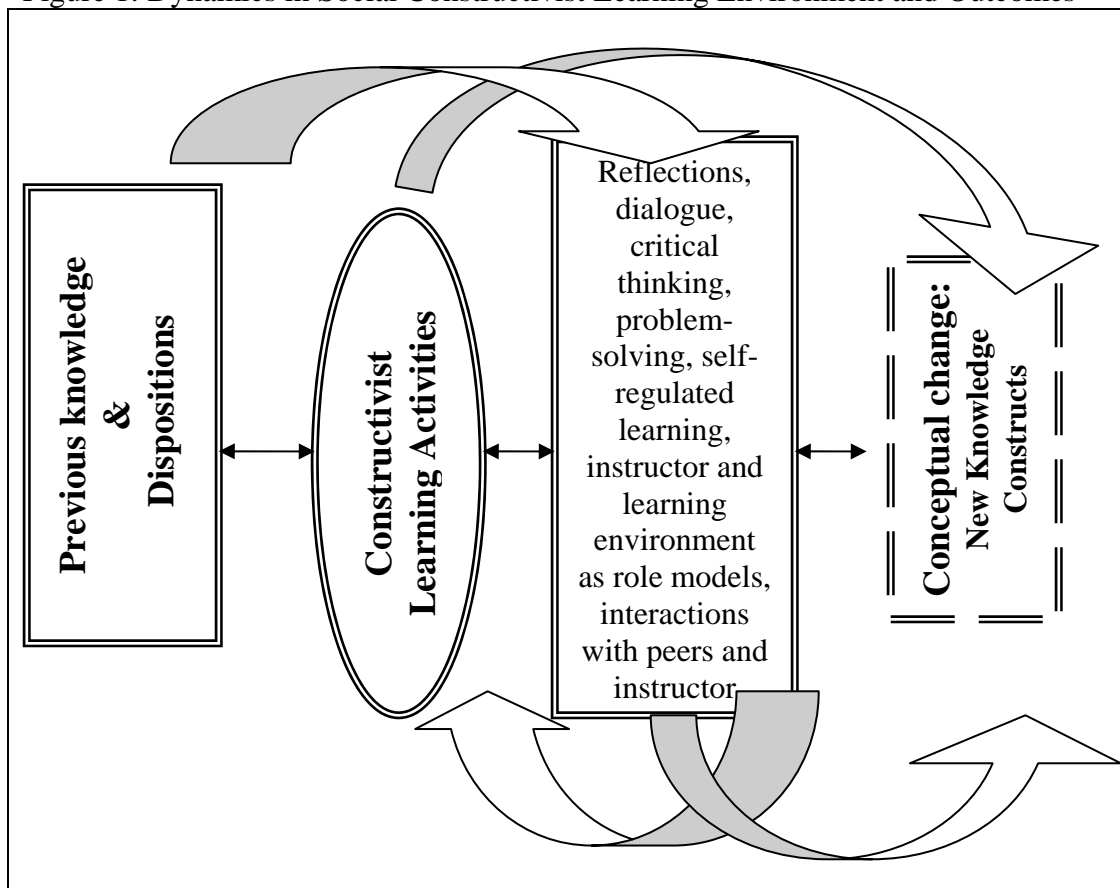 Figure 1: Dynamics in Social Constructivist Learning Environment and Outcomes
Previous knowledge
&
Dispositions
Constructivist
Learning Activities
Reflections,
dialogue,
critical
thinking,
problem-
solving, self-
regulated
learning,
instructor and
learning
environment
as role models,
interactions
with peers and
instructor
Conceptual change:
New Knowledge
Constructs